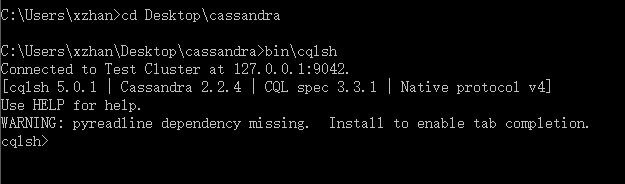 C:\Users\xzhan>cd Desktop\cassandra
C:\Users\xzhan\Desktop\cassandra>bin\cqlsh
Connected to Test Cluster at 127.0.0.1:9042.
[cqlsh 5.0.1 | Cassandra 2.2.4 | CQL spec 3.3.1 | Native protocol v4]
Use HELP for help.
WARNING: pyreadline dependency missing.  Install to enable tab completion.
cqlsh>